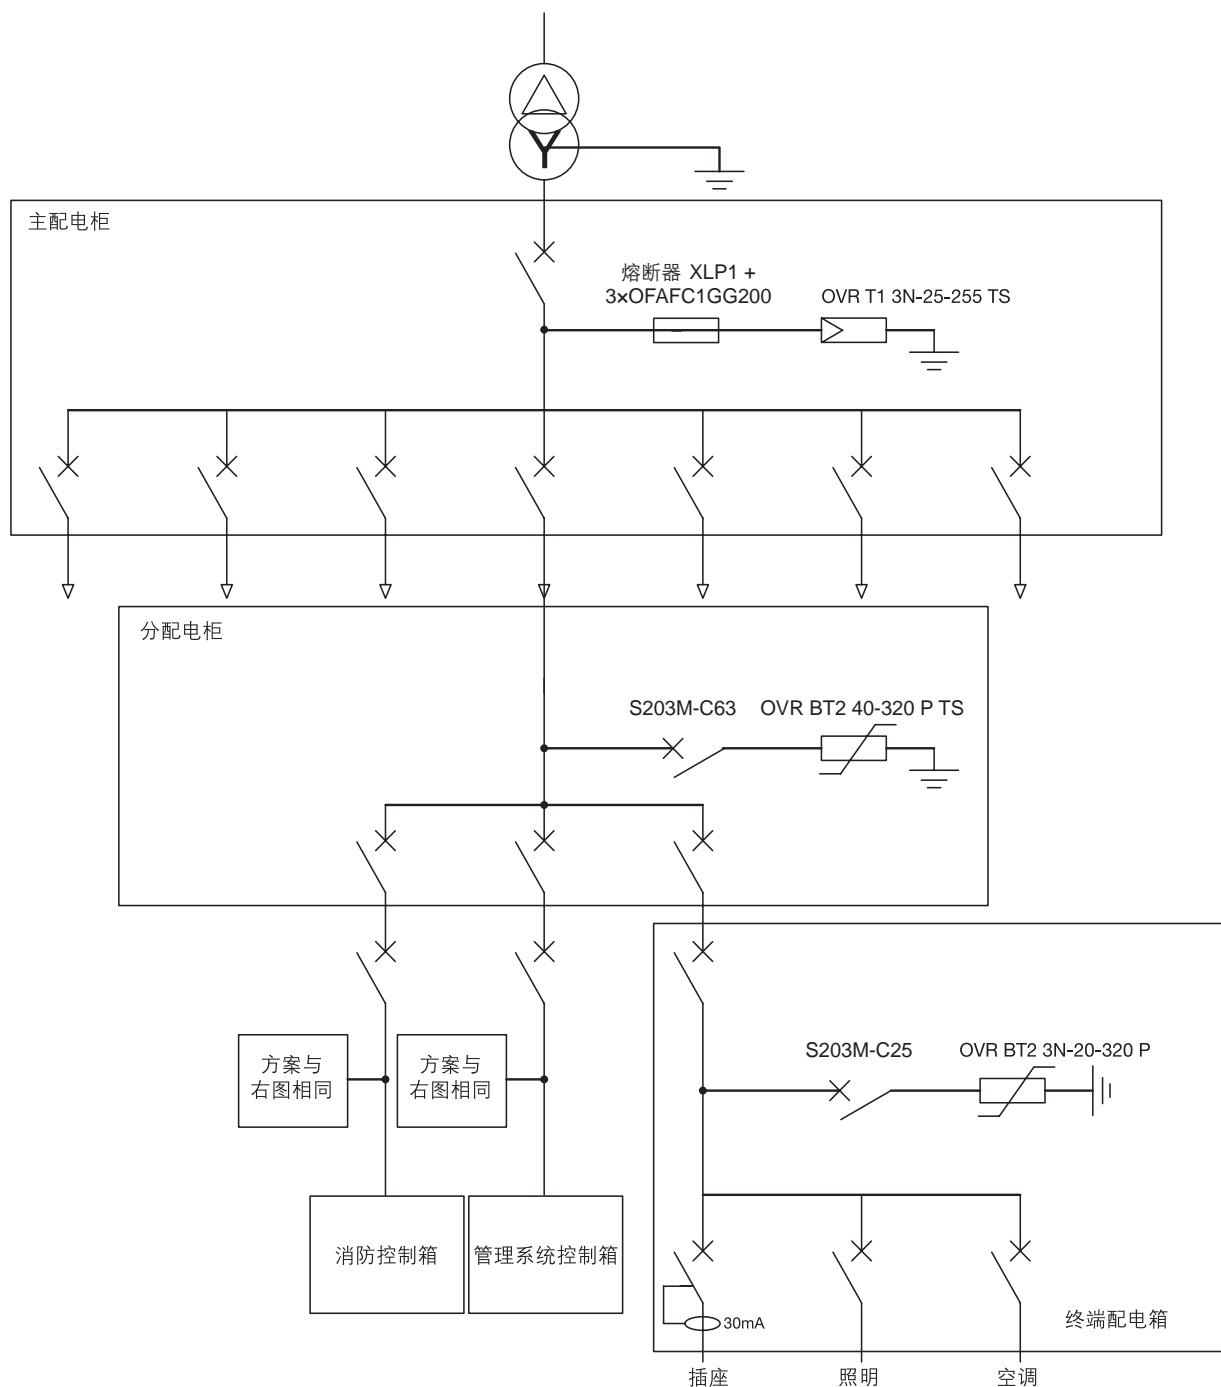 主配电柜
熔断器 XLP1 +
3×OFAFC1GG200
OVR T1 3N-25-255 TS
分配电柜
S203M-C63
OVR BT2 40-320 P TS
S203M-C25
OVR BT2 3N-20-320 P
方案与
右图相同
方案与
右图相同
消防控制箱
管理系统控制箱
30mA
终端配电箱
插座
照明
空调